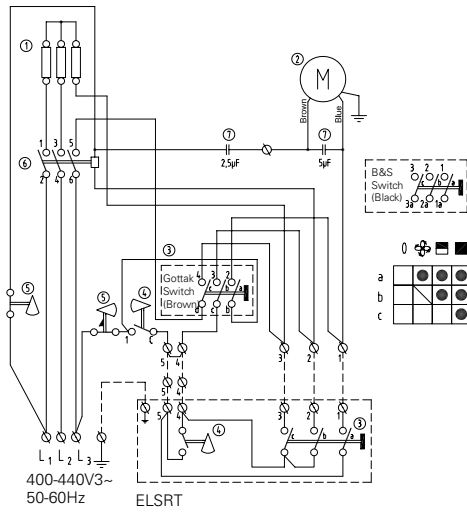 ①
②
M
Brown
Blue
⑦
⑦
2,5µF
5µF
1 3 5
⑥
2 4 6
3 2 1
B&S
Switch
(Black)
c b a
3a 2a 1a
③
4 3 2
Gottak
Switch
(Brown)
c b a
d c b
0
a
b
c
⑤
⑤
④
1 C
5 4
3 2 1
5 4
5 4
3 2 1
④
③
c b a
L1 L2 L3
400-440V3~
50-60Hz
ELSRT